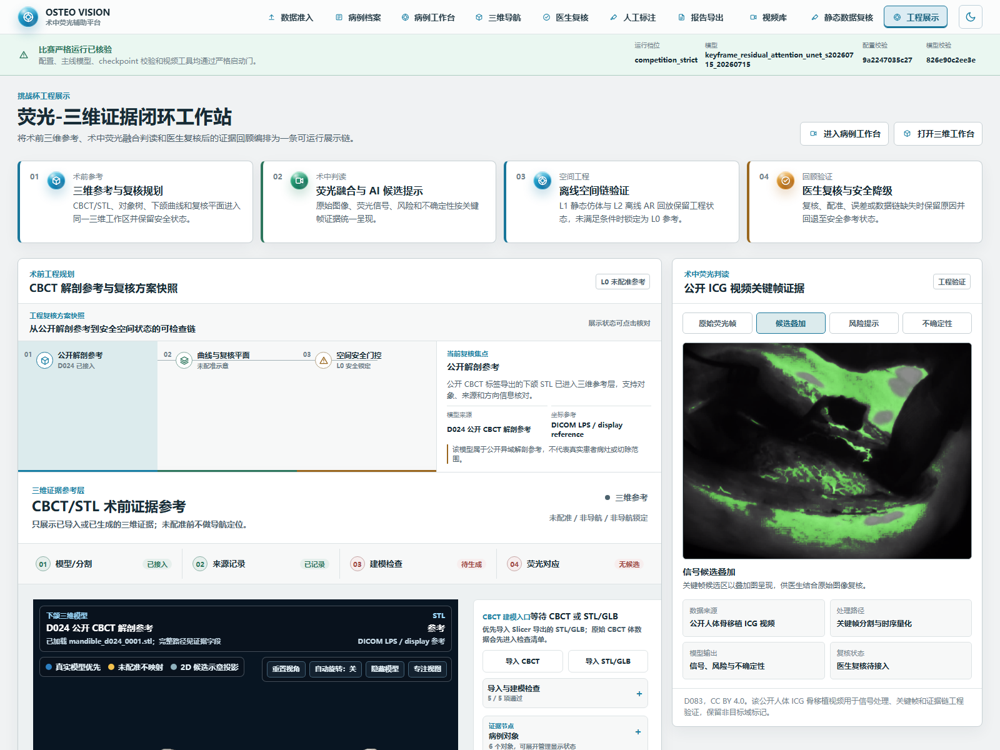 OSTEO VISION
术中荧光辅助平台
数据准入
病例档案
病例工作台
三维导航
医生复核
人工标注
报告导出
视频库
静态数据复核
工程展示
比赛严格运行已核验
配置、主线模型、checkpoint 校验和视频工具均通过严格启动门。
运行档位
competition_strict
模型
keyframe_residual_attention_unet_s202607
15_20260715
配置校验
9a2247035c27
模型校验
826e90c2ee3e
挑战杯工程展示
荧光-三维证据闭环工作站
将术前三维参考、术中荧光融合判读和医生复核后的证据回顾编排为一条可运行展示链。
进入病例工作台
打开三维工作台
01
术前参考
三维参考与复核规划
CBCT/STL、对象树、下颌曲线和复核平面进入
同一三维工作区并保留安全状态。
02
术中判读
荧光融合与 AI 候选提示
原始图像、荧光信号、风险和不确定性按关键
帧证据统一呈现。
03
空间工程
离线空间链验证
L1 静态仿体与 L2 离线 AR 回放保留工程状
态，未满足条件时锁定为 L0 参考。
04
回顾验证
医生复核与安全降级
复核、配准、误差或数据链缺失时保留原因并
回退至安全参考状态。
术前工程规划
CBCT 解剖参考与复核方案快照
L0 未配准参考
工程复核方案快照
从公开解剖参考到安全空间状态的可检查链
展示状态可点击核对
01
公开解剖参考
D024 已接入
02
曲线与复核平面
未配准示意
03
空间安全门控
L0 安全锁定
当前复核焦点
公开解剖参考
公开 CBCT 标签导出的下颌 STL 已进入三维参考层，支持对
象、来源和方向信息核对。
模型来源
D024 公开 CBCT 解剖参考
坐标参考
DICOM LPS / display
reference
该模型属于公开异域解剖参考，不代表真实患者病灶或切除范
围。
三维证据参考层
CBCT/STL 术前证据参考
只展示已导入或已生成的三维证据；未配准前不做导航定位。
三维参考
未配准 / 非导航 / 非导航锁定
01 模型/分割 已接入
02 来源记录 已记录
03 建模检查 待生成
04 荧光对应 无候选
下颌三维模型
D024 公开 CBCT 解剖参考
已加载 mandible_d024_0001.stl；完整路径见证据字段
STL
参考
DICOM LPS / display 参考
真实模型优先
未配准不映射
2D 候选示意投影
重置视角
自动旋转：关
隐藏模型
专注视图
CBCT 建模入口等待 CBCT 或 STL/GLB
优先导入 Slicer 导出的 STL/GLB；原始 CBCT 体数
据会先进入检查清单。
导入 CBCT
导入 STL/GLB
导入与建模检查
5 / 5 项通过
+
证据节点
病例对象
6 个对象，可展开管理显示状态
+
术中荧光判读
公开 ICG 视频关键帧证据
工程验证
原始荧光帧
候选叠加
风险提示
不确定性
信号候选叠加
关键帧候选区以叠加图呈现，供医生结合原始图像复核。
数据来源
公开人体骨移植 ICG 视频
处理路径
关键帧分割与时序量化
模型输出
信号、风险与不确定性
复核状态
医生复核待接入
D083，CC BY 4.0。该公开人体 ICG 骨移植视频用于信号处理、关键帧和证据链工程
验证，保留非目标域标记。